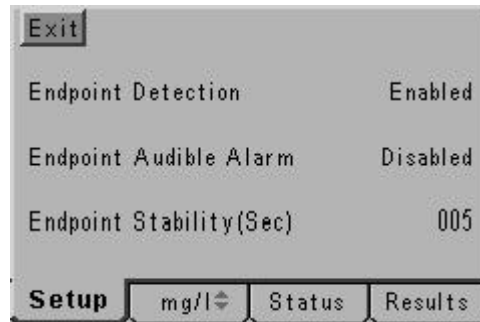 Exit
Endpoint Detection Enabled
Endpoint Audible Alarm Disabled
Endpoint Stability(Sec) 005
Setup mg/l Status Results